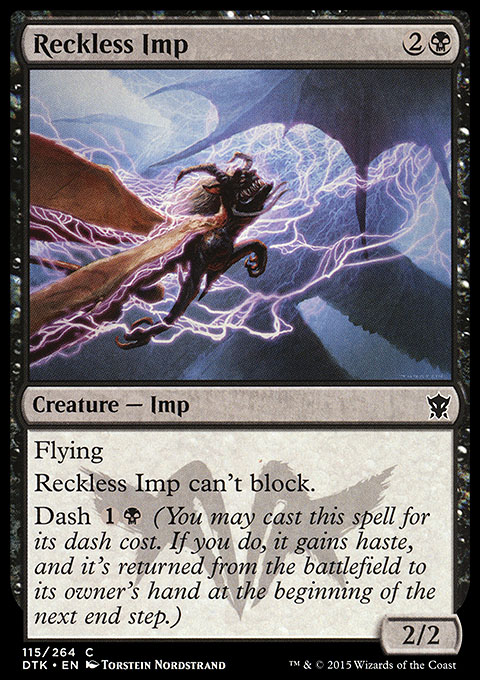 Reckless Imp 2
Creature — Imp
Flying
Reckless Imp can't block.
Dash 1 (You may cast this spell for
its dash cost. If you do, it gains haste,
and it's returned from the battlefield to
its owner's hand at the beginning of the
next end step.)
2/2
115/264 C
DTK • EN Torstein Nordstrand
™ & © 2015 Wizards of the Coast